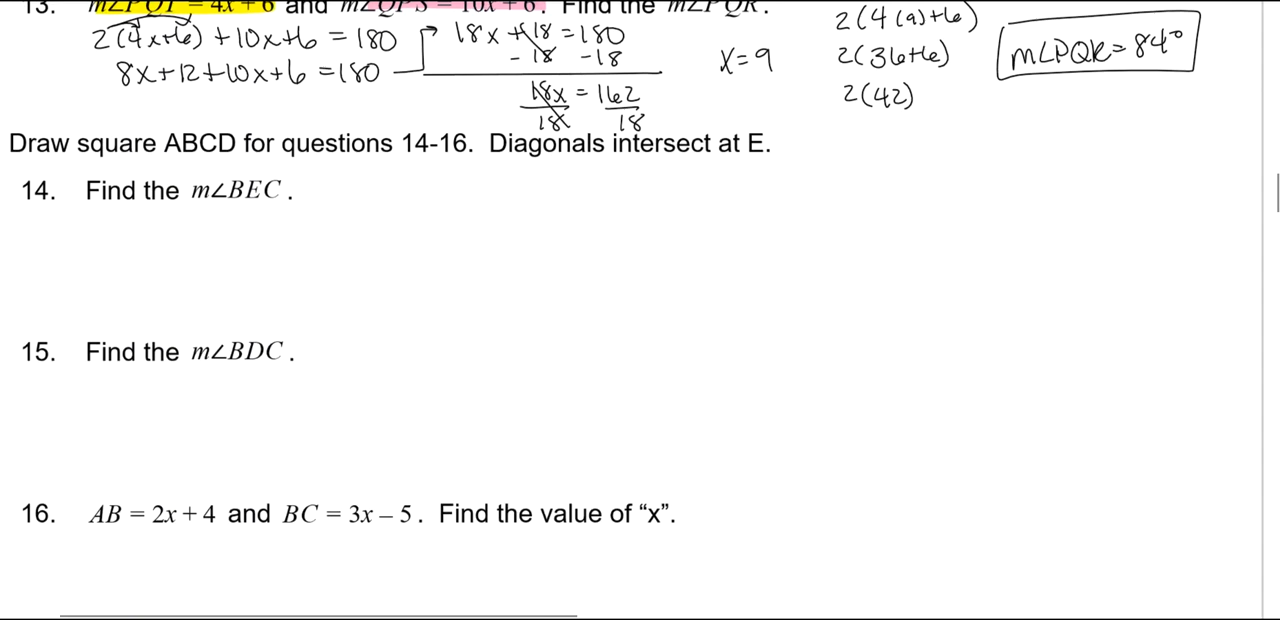 13. m∠PQT = 4x + 6 and m∠QPS = 10x + 6. Find the m∠PQR.
2(4x+6) + 10x+6 = 180
8x+12+10x+6 = 180
18x + 18 = 180
- 18 -18
18x = 162
18 18
x = 9
2(4(9)+6)
2(36+6)
2(42)
m∠PQR = 84°
Draw square ABCD for questions 14-16. Diagonals intersect at E.
14. Find the m∠BEC.
15. Find the m∠BDC.
16. AB = 2x + 4 and BC = 3x – 5. Find the value of “x”.